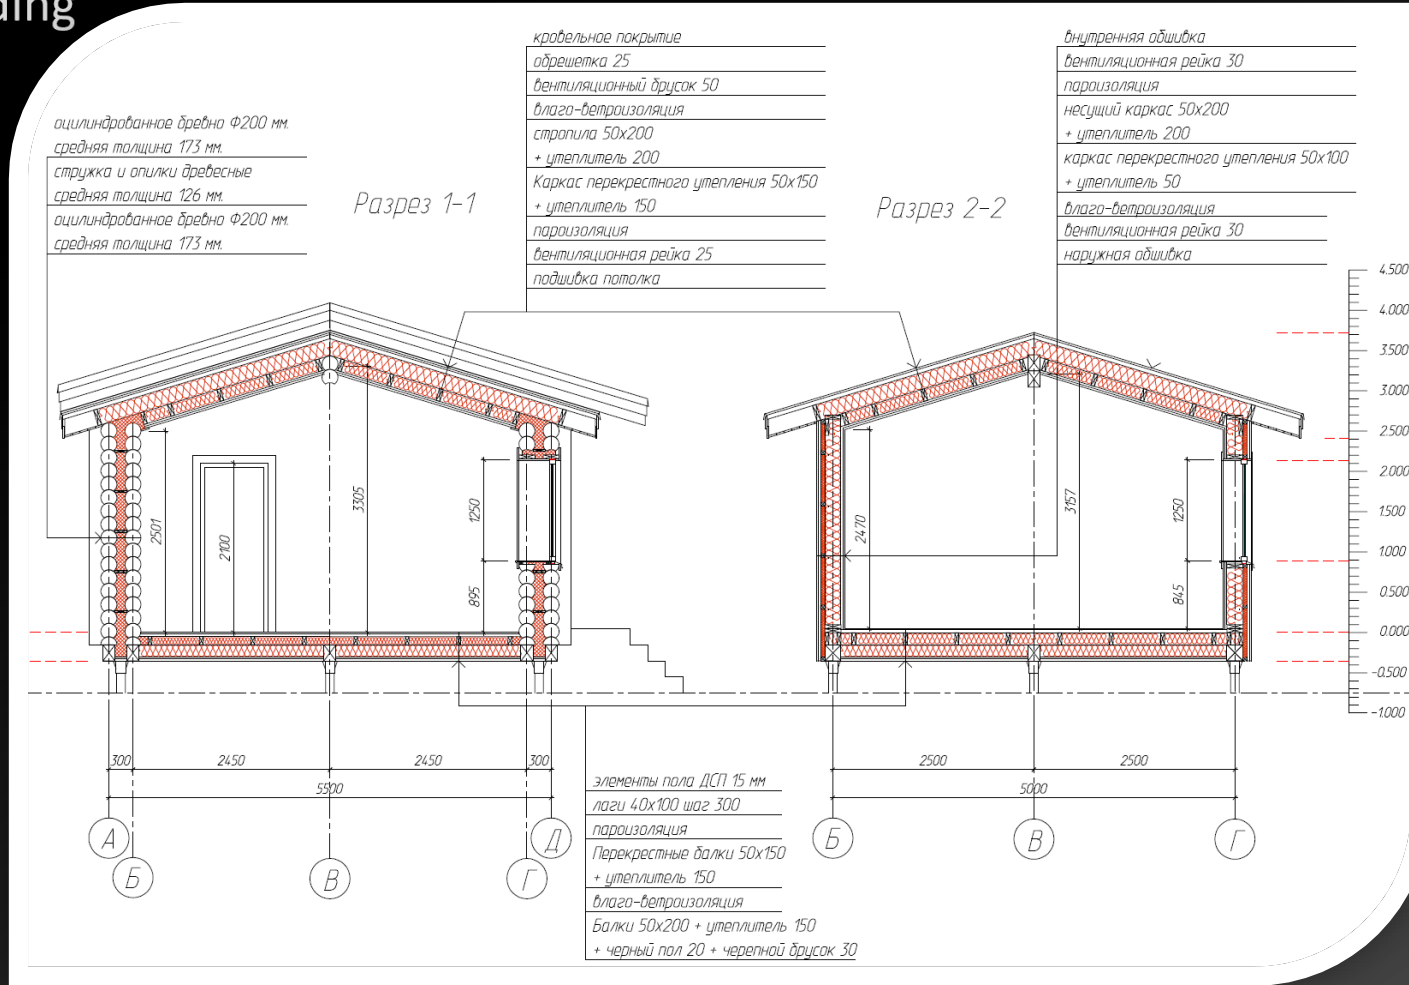 ding
оцилиндрованное бревно Ф200 мм.
средняя толщина 173 мм.
стружка и опилки древесные
средняя толщина 126 мм.
оцилиндрованное бревно Ф200 мм.
средняя толщина 173 мм.
Разрез 1-1
кровельное покрытие
обрешетка 25
вентиляционный брусок 50
влаго-ветроизоляция
стропила 50х200
+ утеплитель 200
Каркас перекрестного утепления 50х150
+ утеплитель 150
пароизоляция
вентиляционная рейка 25
подшивка потолка
Разрез 2-2
внутренняя обшивка
вентиляционная рейка 30
пароизоляция
несущий каркас 50х200
+ утеплитель 200
каркас перекрестного утепления 50х100
+ утеплитель 50
влаго-ветроизоляция
вентиляционная рейка 30
наружная обшивка
4.500
4.000
3.500
3.000
2.500
2.000
1.500
1.000
0.500
0.000
-0.500
-1.000
2501
2100
3305
1250
895
2470
3157
1250
845
300
2450
2450
300
5500
А
Б
В
Г
Д
2500
2500
5000
Б
В
Г
элементы пола ДСП 15 мм
лаги 40х100 шаг 300
пароизоляция
Перекрестные балки 50х150
+ утеплитель 150
влаго-ветроизоляция
Балки 50х200 + утеплитель 150
+ черный пол 20 + черепной брусок 30